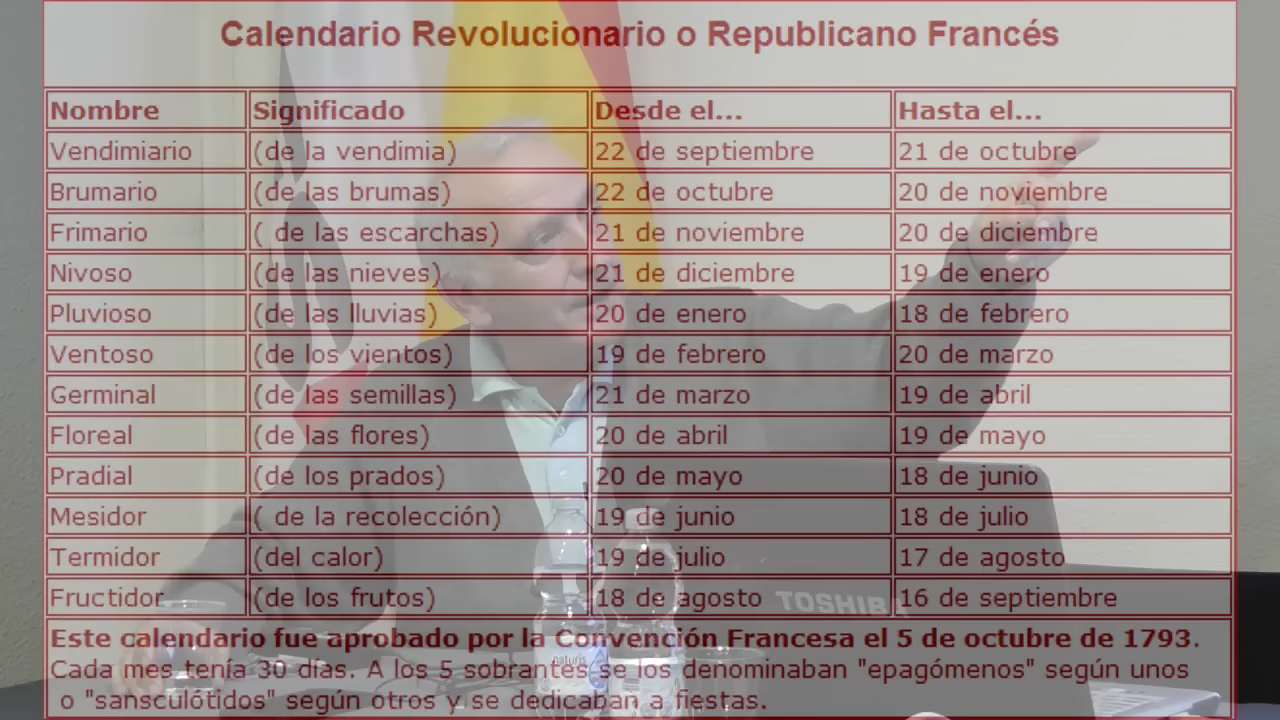 Calendario Revolucionario o Republicano Francés
Nombre Significado Desde el... Hasta el...
Vendimiario (de la vendimia) 22 de septiembre 21 de octubre
Brumario (de las brumas) 22 de octubre 20 de noviembre
Frimario ( de las escarchas) 21 de noviembre 20 de diciembre
Nivoso (de las nieves) 21 de diciembre 19 de enero
Pluvioso (de las lluvias) 20 de enero 18 de febrero
Ventoso (de los vientos) 19 de febrero 20 de marzo
Germinal (de las semillas) 21 de marzo 19 de abril
Floreal (de las flores) 20 de abril 19 de mayo
Pradial (de los prados) 20 de mayo 18 de junio
Mesidor ( de la recolección) 19 de junio 18 de julio
Termidor (del calor) 19 de julio 17 de agosto
Fructidor (de los frutos) 18 de agosto 16 de septiembre
TOSHIBA
Este calendario fue aprobado por la Convención Francesa el 5 de octubre de 1793.
Cada mes tenía 30 días. A los 5 sobrantes se los denominaban "epagómenos" según unos
o "sansculótidos" según otros y se dedicaban a fiestas.
naturis